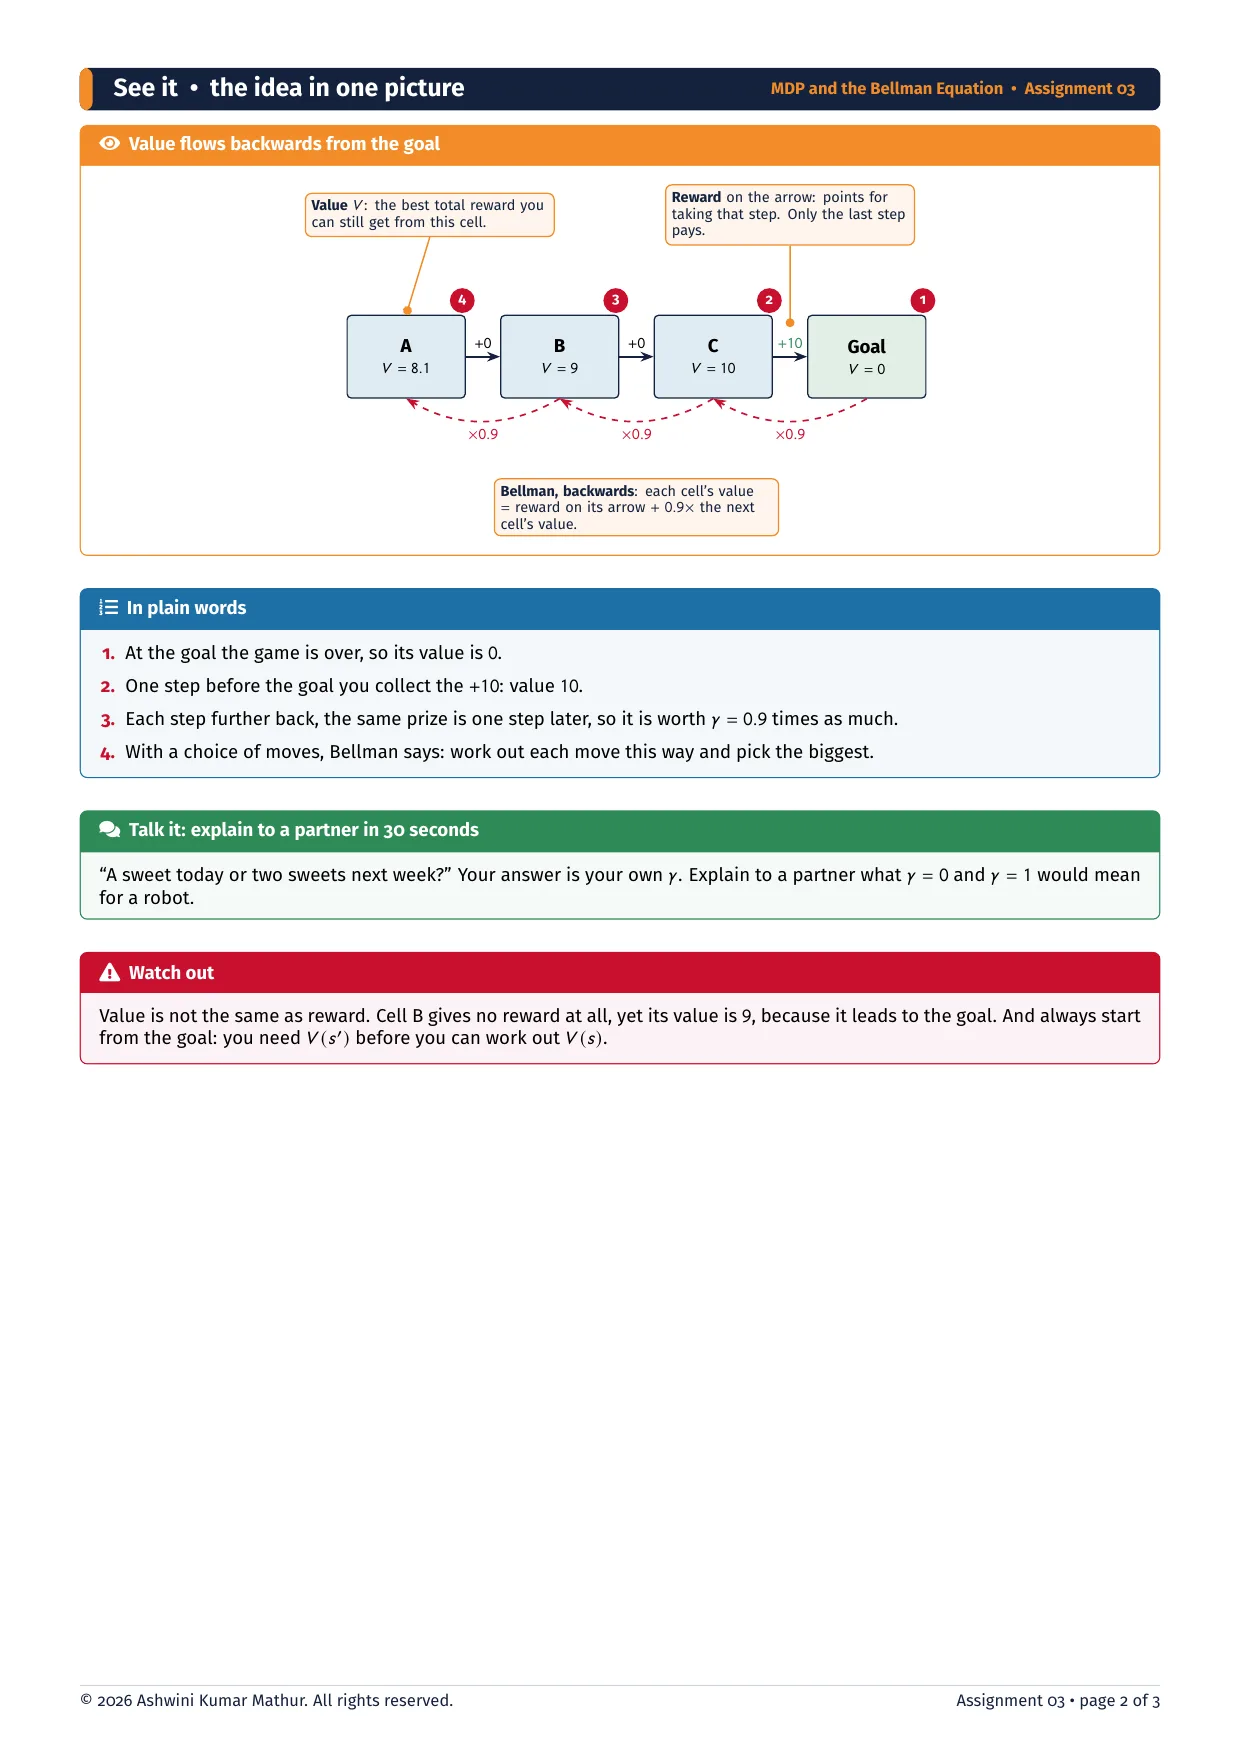 See it • the idea in one picture
MDP and the Bellman Equation • Assignment 03
Value flows backwards from the goal
Value V: the best total reward you
can still get from this cell.
Reward on the arrow: points for
taking that step. Only the last step
pays.
4
3
2
1
A
V = 8.1
+0
B
V = 9
+0
C
V = 10
+10
Goal
V = 0
×0.9
×0.9
×0.9
Bellman, backwards: each cell's value
= reward on its arrow + 0.9× the next
cell's value.
In plain words
1. At the goal the game is over, so its value is 0.
2. One step before the goal you collect the +10: value 10.
3. Each step further back, the same prize is one step later, so it is worth γ = 0.9 times as much.
4. With a choice of moves, Bellman says: work out each move this way and pick the biggest.
Talk it: explain to a partner in 30 seconds
“A sweet today or two sweets next week?” Your answer is your own γ. Explain to a partner what γ = 0 and γ = 1 would mean
for a robot.
Watch out
Value is not the same as reward. Cell B gives no reward at all, yet its value is 9, because it leads to the goal. And always start
from the goal: you need V(s′) before you can work out V(s).
© 2026 Ashwini Kumar Mathur. All rights reserved.
Assignment 03 • page 2 of 3